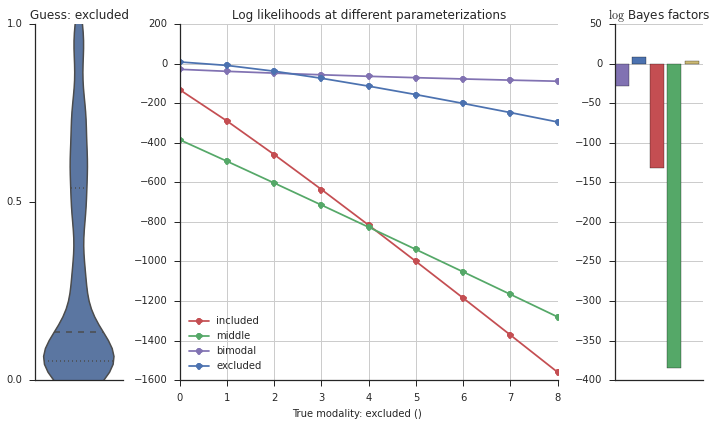 Guess: excluded
1.0
0.5
0.0
Log likelihoods at different parameterizations
200
0
−200
−400
−600
−800
−1000
−1200
−1400
−1600
included
middle
bimodal
excluded
0 1 2 3 4 5 6 7 8
True modality: excluded ()
log Bayes factors
50
0
−50
−100
−150
−200
−250
−300
−350
−400